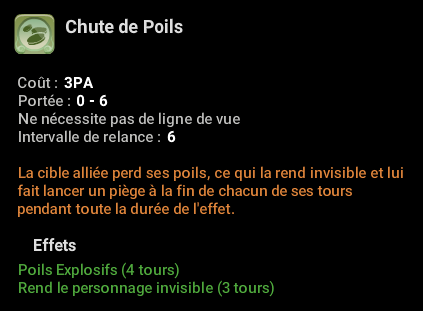 Chute de Poils
Coût : 3PA
Portée : 0 - 6
Ne nécessite pas de ligne de vue
Intervalle de relance : 6
La cible alliée perd ses poils, ce qui la rend invisible et lui
fait lancer un piège à la fin de chacun de ses tours
pendant toute la durée de l'effet.
Effets
Poils Explosifs (4 tours)
Rend le personnage invisible (3 tours)